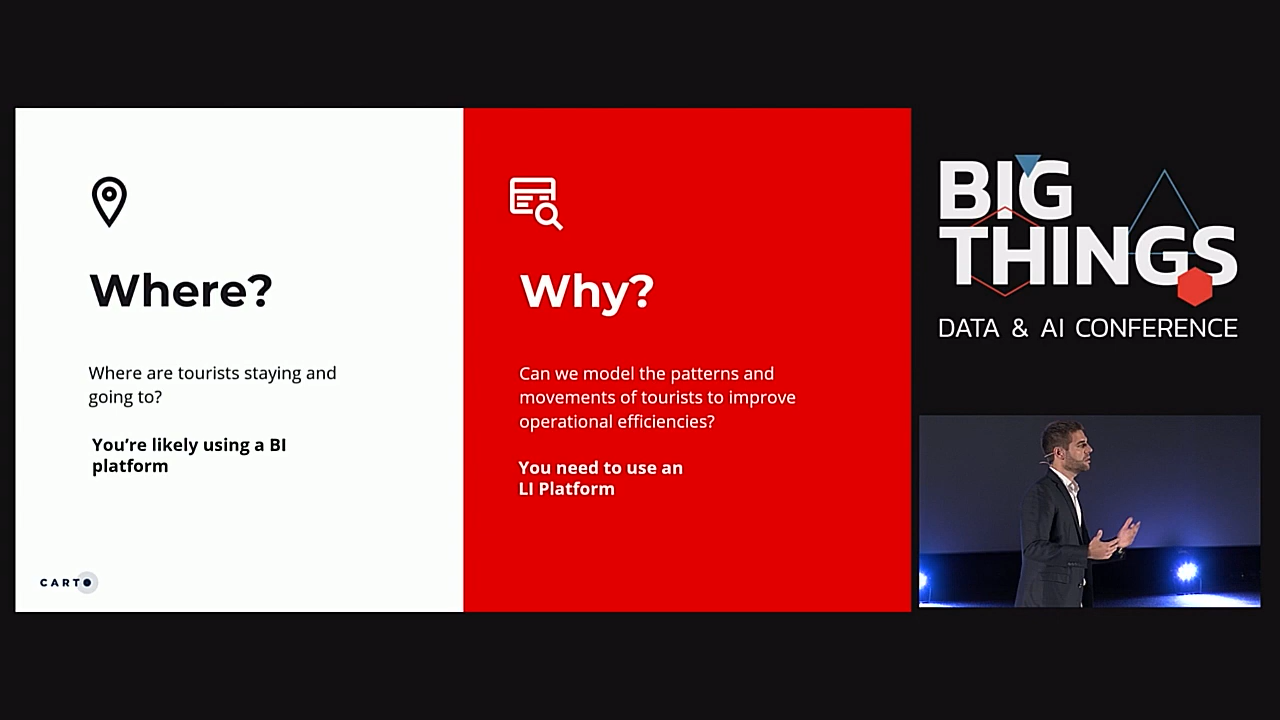 Where?
Where are tourists staying and
going to?
You’re likely using a BI
platform
CARTO
Why?
Can we model the patterns and
movements of tourists to improve
operational efficiencies?
You need to use an
LI Platform
BIG
THINGS
DATA & AI CONFERENCE